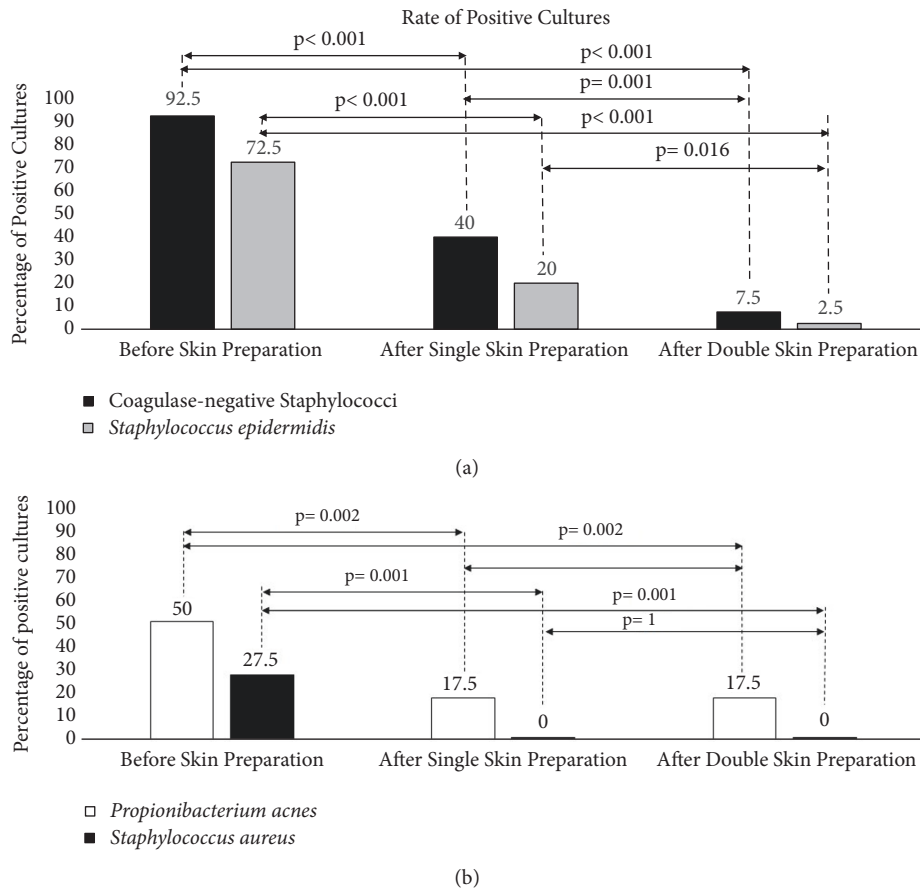 Rate of Positive Cultures
p< 0.001
p< 0.001
p= 0.001
p< 0.001
p< 0.001
p= 0.016
Percentage of Positive Cultures
100
90
80
70
60
50
40
30
20
10
0
92.5
72.5
40
20
7.5
2.5
Before Skin Preparation
After Single Skin Preparation
After Double Skin Preparation
Coagulase-negative Staphylococci
Staphylococcus epidermidis
(a)
Percentage of positive cultures
100
90
80
70
60
50
40
30
20
10
0
p= 0.002
p= 0.002
p= 0.001
p= 0.001
p= 1
50
27.5
17.5
0
17.5
0
Before Skin Preparation
After Single Skin Preparation
After Double Skin Preparation
Propionibacterium acnes
Staphylococcus aureus
(b)